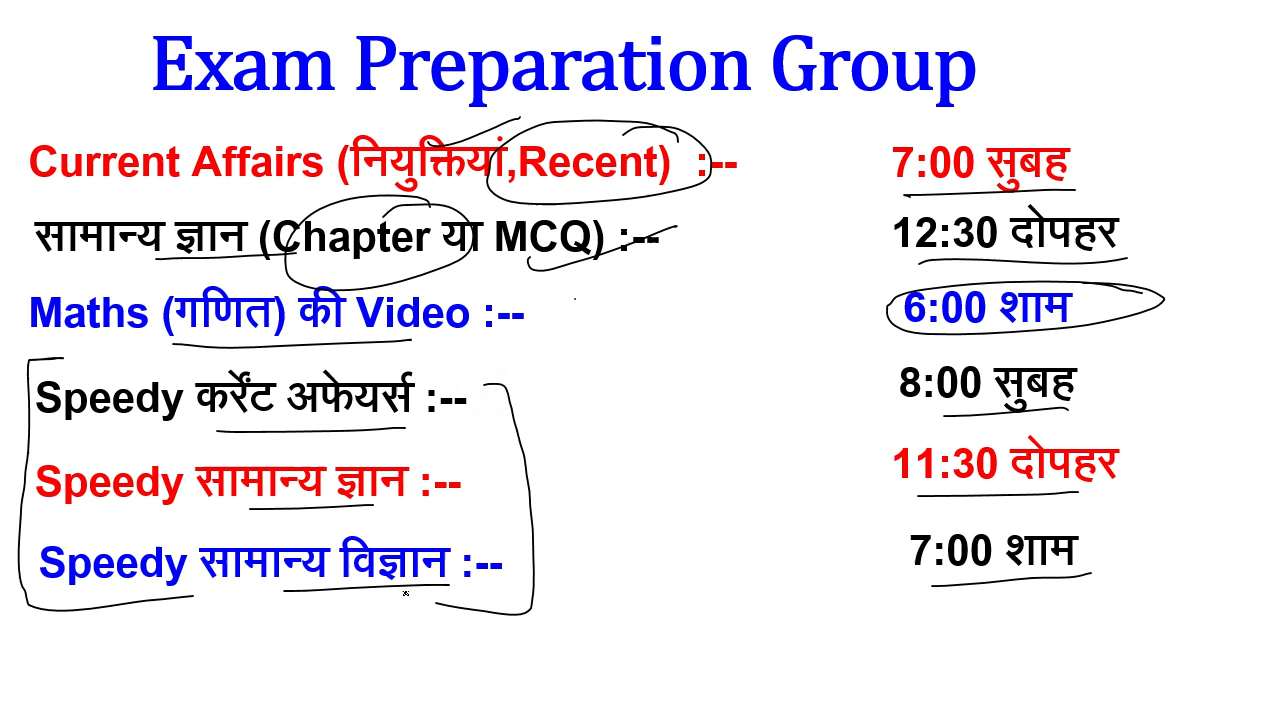 Exam Preparation Group
Current Affairs (नियुक्तियां,Recent) :-- 7:00 सुबह
सामान्य ज्ञान (Chapter या MCQ) :-- 12:30 दोपहर
Maths (गणित) की Video :-- 6:00 शाम
Speedy करेंट अफेयर्स :-- 8:00 सुबह
Speedy सामान्य ज्ञान :-- 11:30 दोपहर
Speedy सामान्य विज्ञान :-- 7:00 शाम